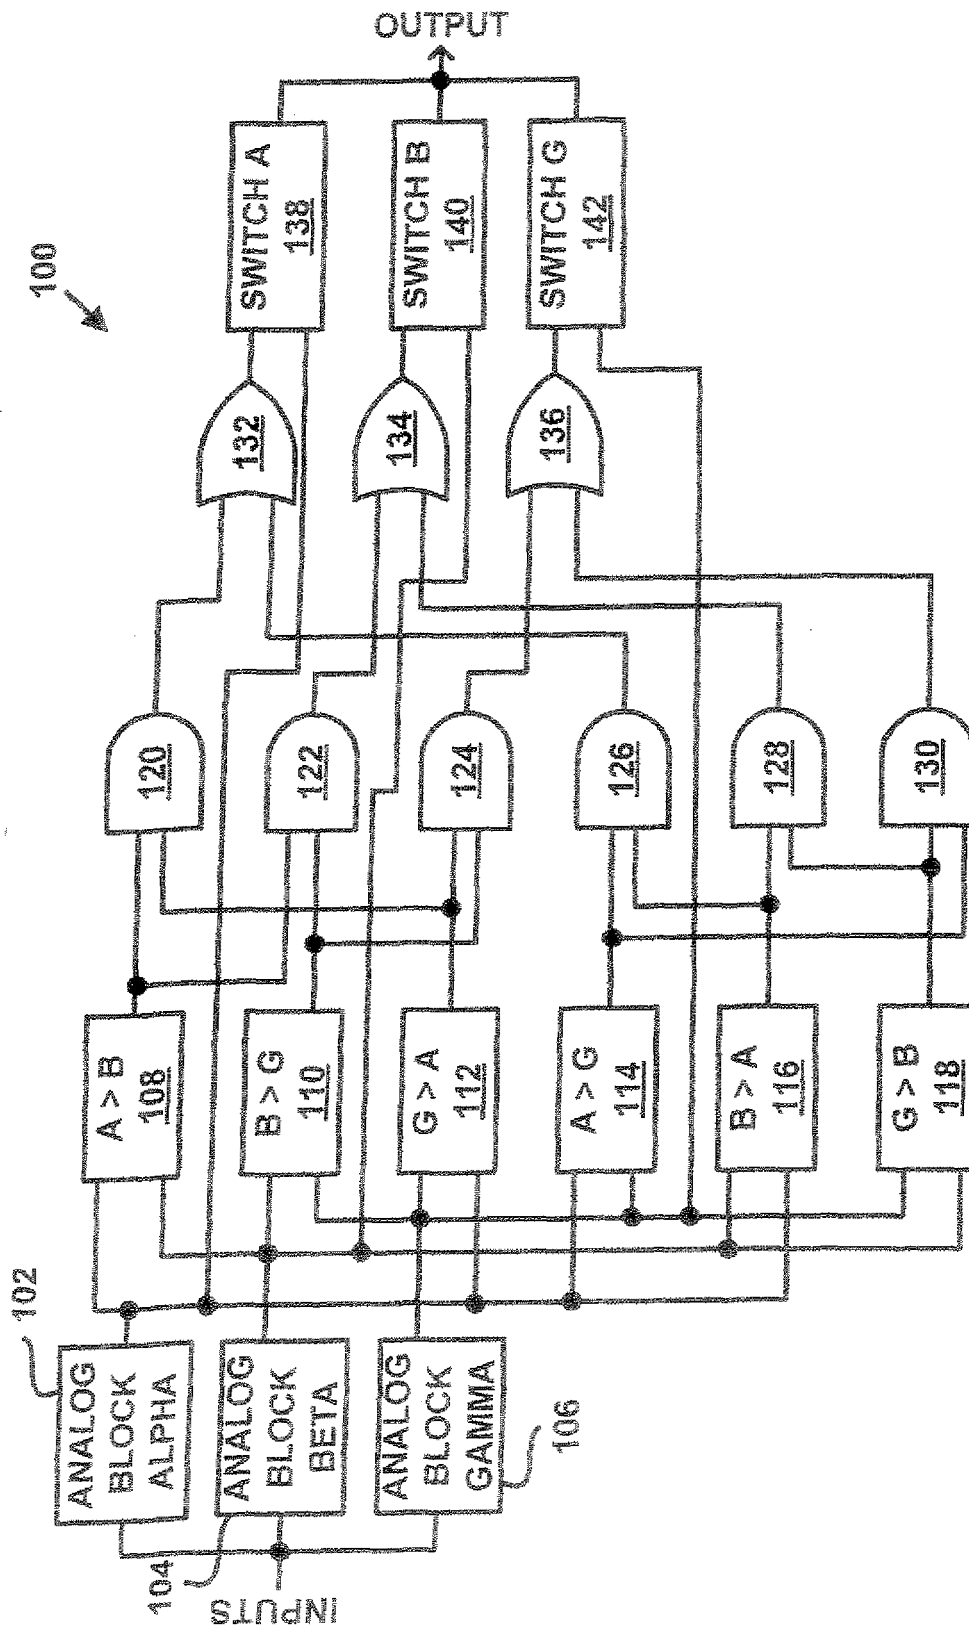 100
102
ANALOG
BLOCK
ALPHA
104
ANALOG
BLOCK
BETA
ANALOG
BLOCK
GAMMA
106
INPUTS
A > B
108
B > G
110
G > A
112
A > G
114
B > A
116
G > B
118
120
122
124
126
128
130
132
134
136
SWITCH A
138
SWITCH B
140
SWITCH G
142
OUTPUT